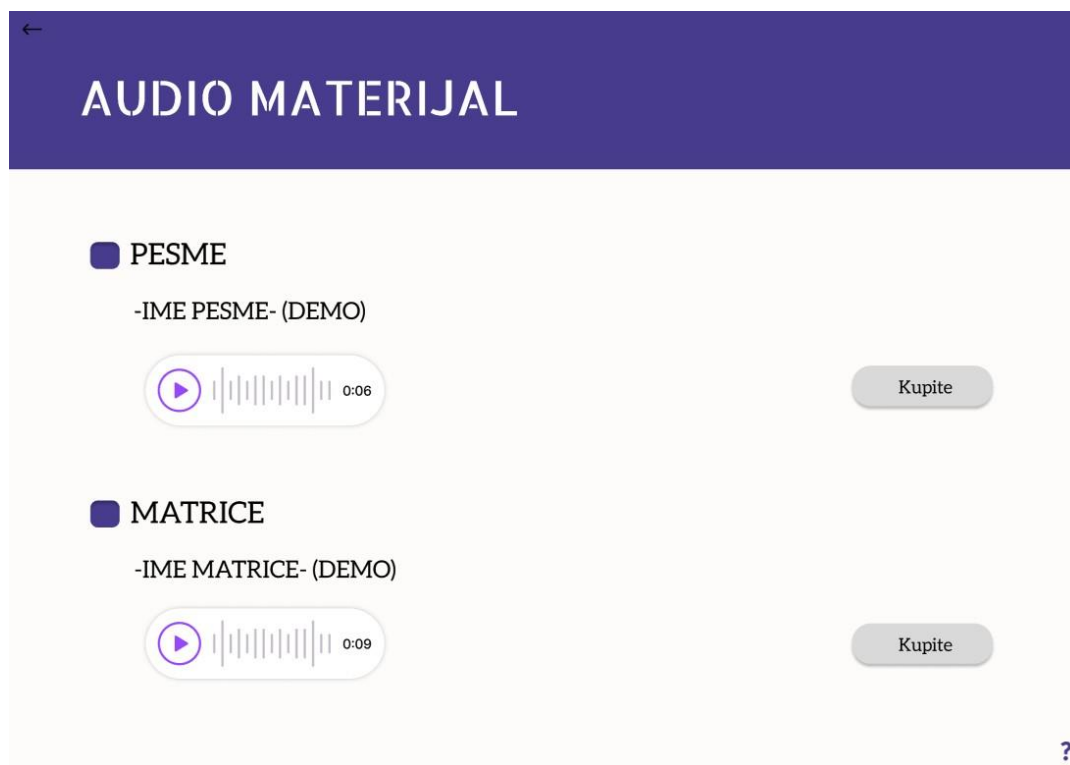 AUDIO MATERIJAL
PESME
-IME PESME- (DEMO)
0:06
Kupite
MATRICE
-IME MATRICE- (DEMO)
0:09
Kupite
?